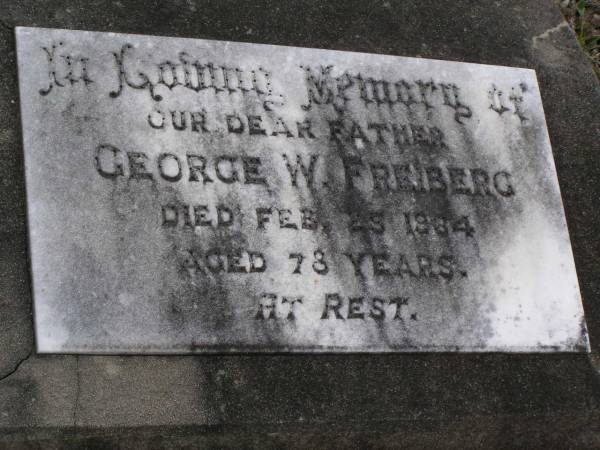 In Loving Memory of
OUR DEAR FATHER
GEORGE W. FREIBERG
DIED FEB. 25 1934
AGED 78 YEARS.
AT REST.